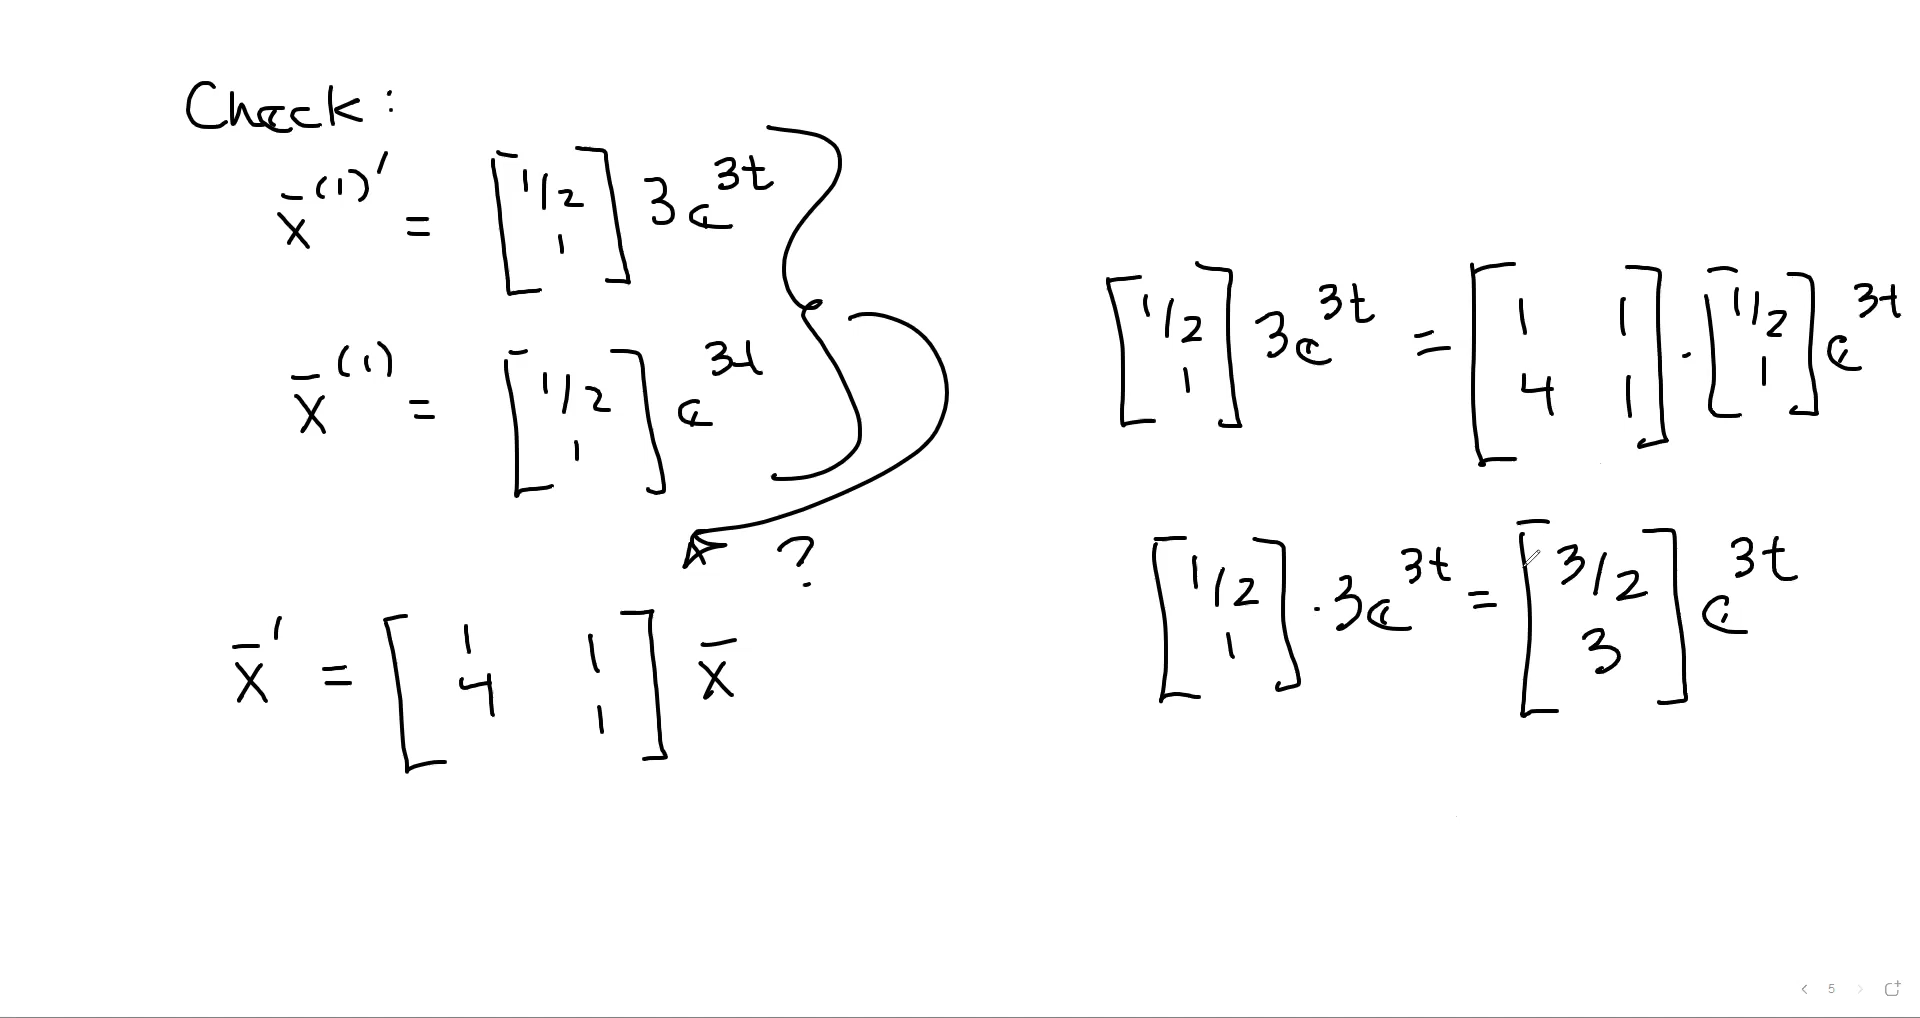 Check:
x̄⁽¹⁾′ = [1/2; 1] 3e^{3t}
x̄⁽¹⁾ = [1/2; 1] e^{3t}
?
x̄′ = [1 1; 4 1] x̄
[1/2; 1] 3e^{3t} = [1 1; 4 1] · [1/2; 1] e^{3t}
[1/2; 1] · 3e^{3t} = [3/2; 3] e^{3t}
5